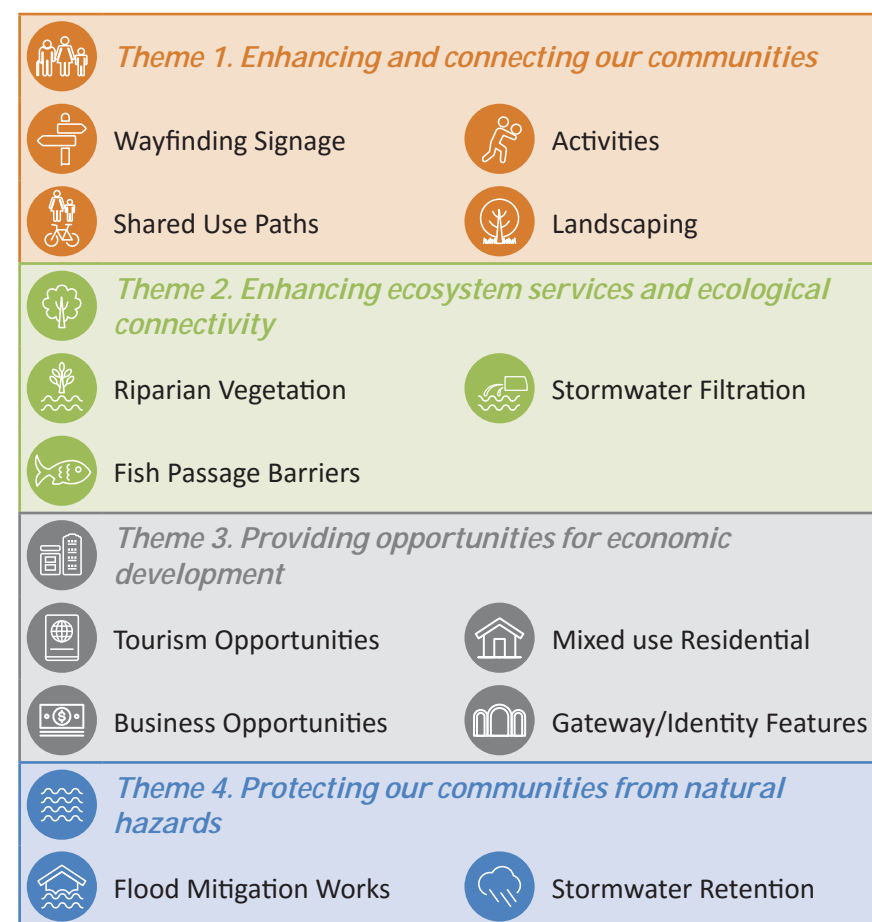 Theme 1. Enhancing and connecting our communities
Wayfinding Signage
Activities
Shared Use Paths
Landscaping
Theme 2. Enhancing ecosystem services and ecological
connectivity
Riparian Vegetation
Stormwater Filtration
Fish Passage Barriers
Theme 3. Providing opportunities for economic
development
Tourism Opportunities
Mixed use Residential
Business Opportunities
Gateway/Identity Features
Theme 4. Protecting our communities from natural
hazards
Flood Mitigation Works
Stormwater Retention